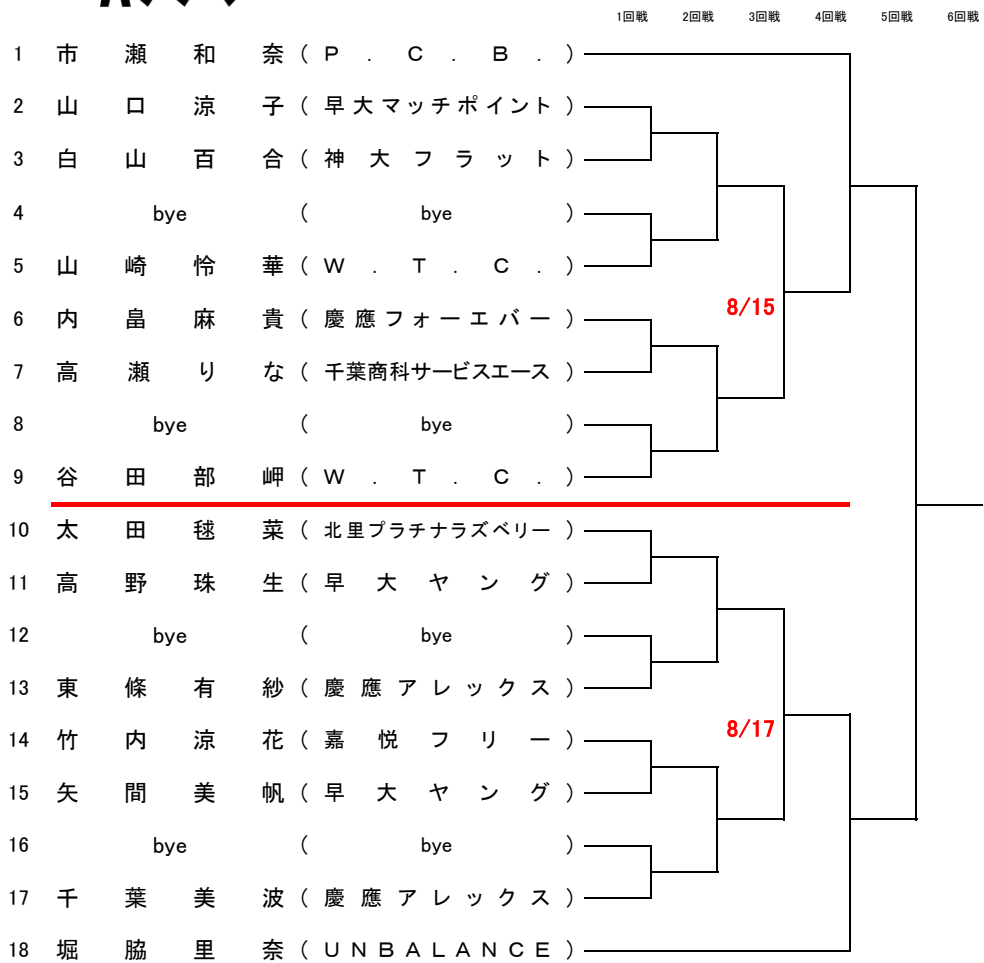 1回戦 2回戦 3回戦 4回戦 5回戦 6回戦
1 市瀬和奈 (P.C.B.)
2 山口涼子 (早大マッチポイント)
3 白山百合 (神大フラット)
4 bye (bye)
5 山崎怜華 (W.T.C.)
8/15
6 内畠麻貴 (慶應フォーエバー)
7 高瀬りな (千葉商科サービスエース)
8 bye (bye)
9 谷田部岬 (W.T.C.)
10 太田毬菜 (北里プラチナラズベリー)
11 高野珠生 (早大ヤング)
12 bye (bye)
13 東條有紗 (慶應アレックス)
8/17
14 竹内涼花 (嘉悦フリー)
15 矢間美帆 (早大ヤング)
16 bye (bye)
17 千葉美波 (慶應アレックス)
18 堀脇里奈 (UNBALANCE)